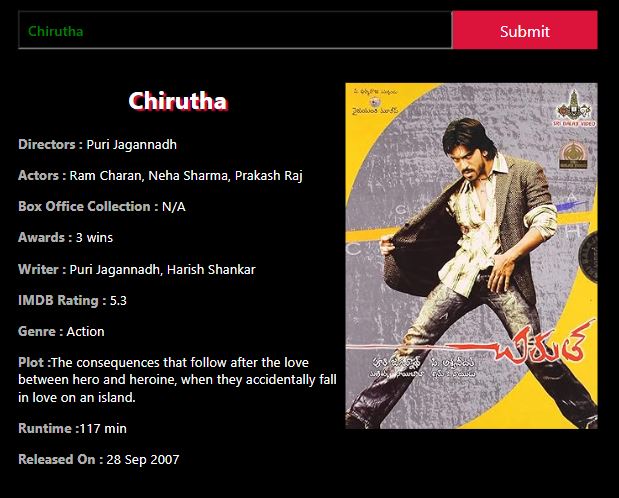 Chirutha
Submit
Chirutha
Directors : Puri Jagannadh
Actors : Ram Charan, Neha Sharma, Prakash Raj
Box Office Collection : N/A
Awards : 3 wins
Writer : Puri Jagannadh, Harish Shankar
IMDB Rating : 5.3
Genre : Action
Plot :The consequences that follow after the love
between hero and heroine, when they accidentally fall
in love on an island.
Runtime :117 min
Released On : 28 Sep 2007
SRI BALAJI VIDEO
చిరుత